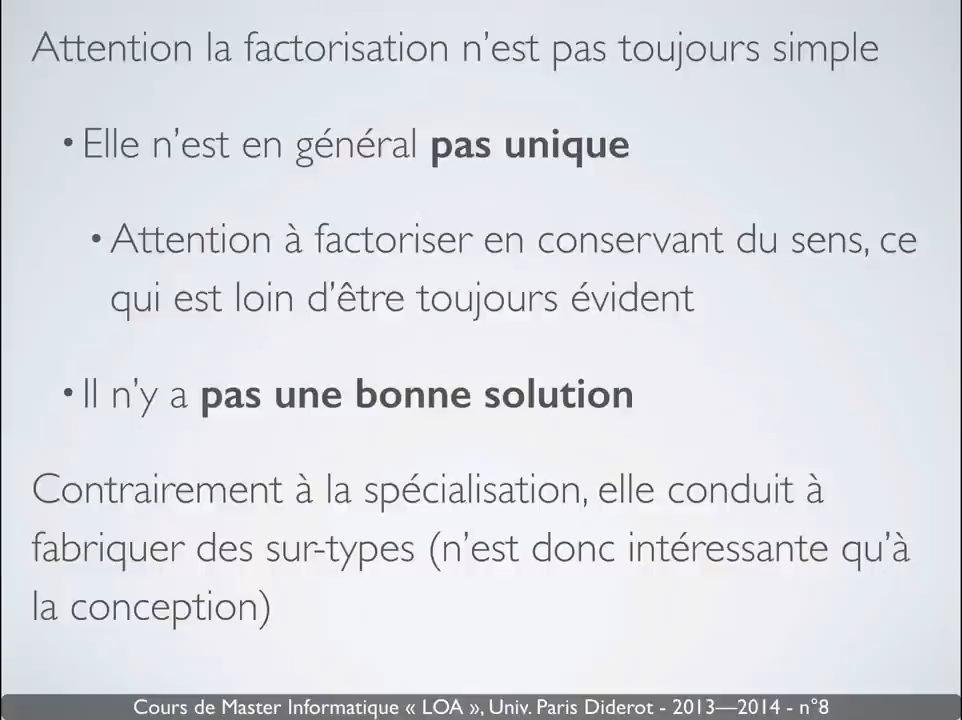 Attention la factorisation n'est pas toujours simple
• Elle n'est en général pas unique
• Attention à factoriser en conservant du sens, ce
qui est loin d'être toujours évident
• Il n'y a pas une bonne solution
Contrairement à la spécialisation, elle conduit à
fabriquer des sur-types (n'est donc intéressante qu'à
la conception)
Cours de Master Informatique « LOA », Univ. Paris Diderot - 2013—2014 - n°8